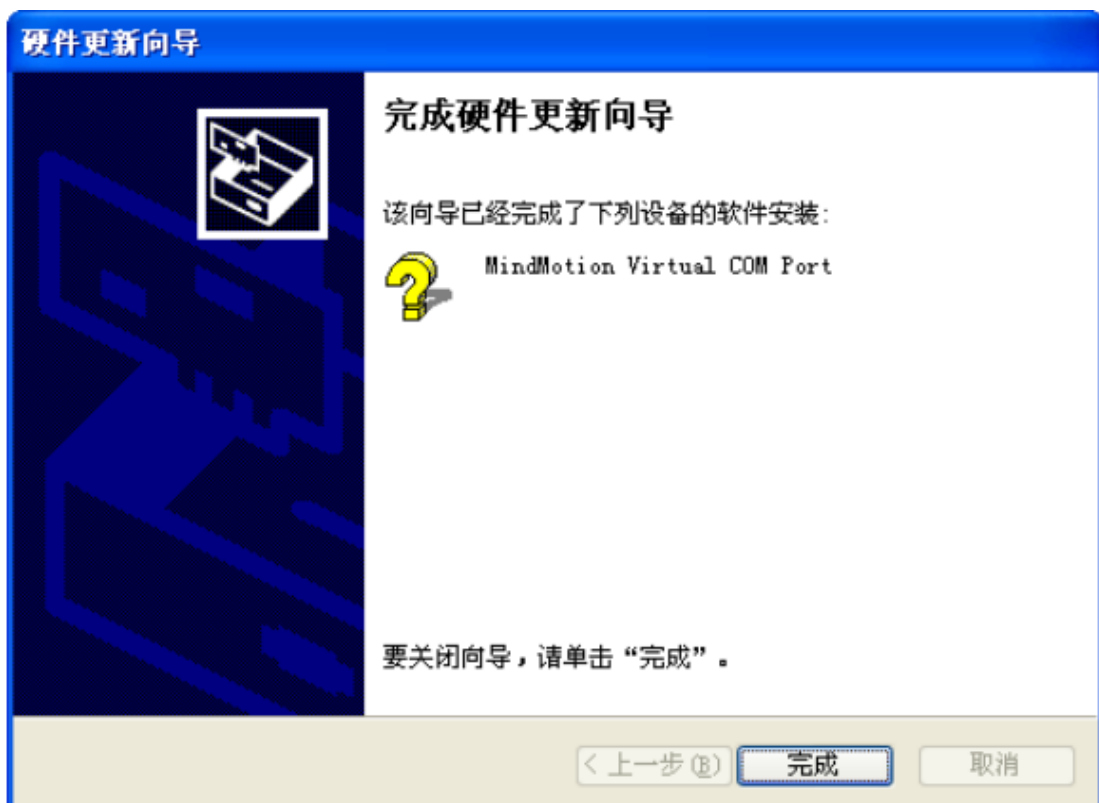 硬件更新向导
完成硬件更新向导
该向导已经完成了下列设备的软件安装:
MindMotion Virtual COM Port
要关闭向导，请单击“完成”。
< 上一步(B)
完成
取消